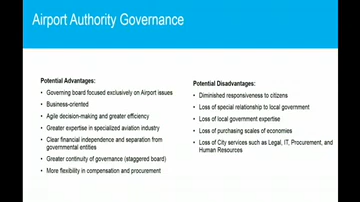 Airport Authority Governance
Potential Advantages:
Governing board focused exclusively on Airport issues
Business-oriented
Agile decision-making and greater efficiency
Greater expertise in specialized aviation industry
Clear financial independence and separation from
governmental entities
Greater continuity of governance (staggered board)
More flexibility in compensation and procurement
Potential Disadvantages:
Diminished responsiveness to citizens
Loss of special relationship to local government
Loss of local government expertise
Loss of purchasing scales of economies
Loss of City services such as Legal, IT, Procurement, and
Human Resources